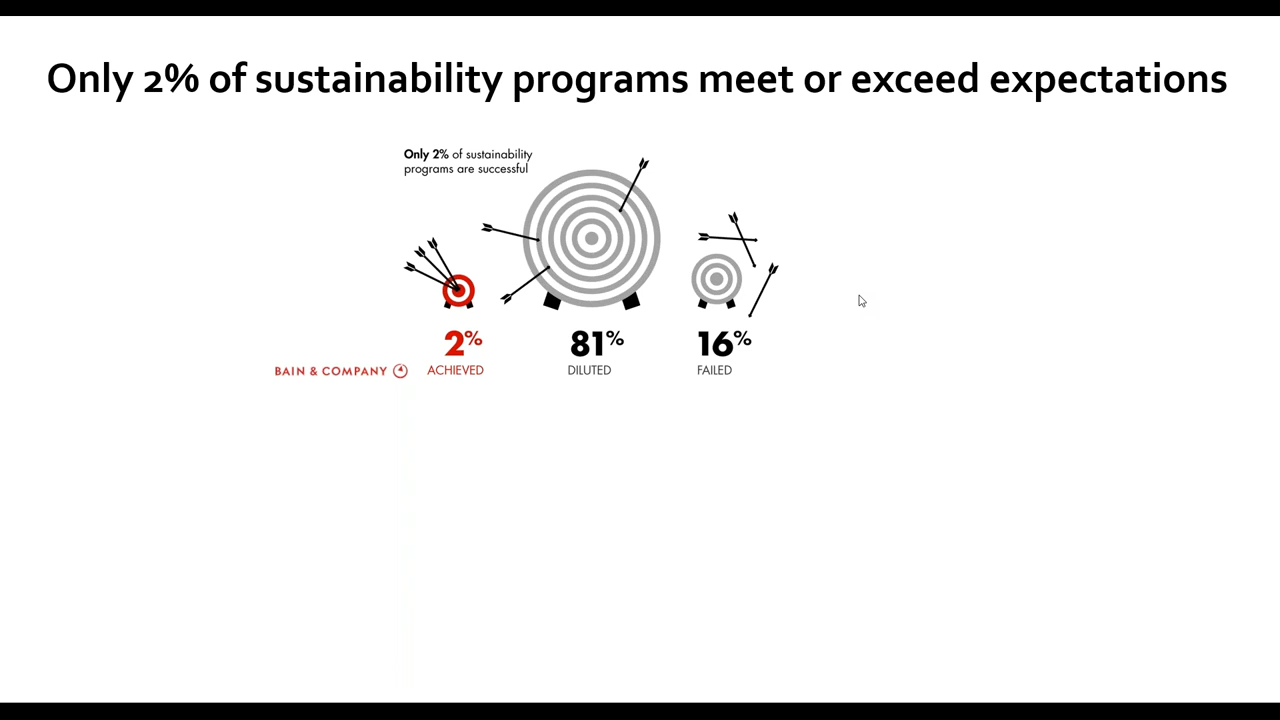 Only 2% of sustainability programs meet or exceed expectations
Only 2% of sustainability
programs are successful
2%
81%
16%
BAIN & COMPANY
ACHIEVED
DILUTED
FAILED